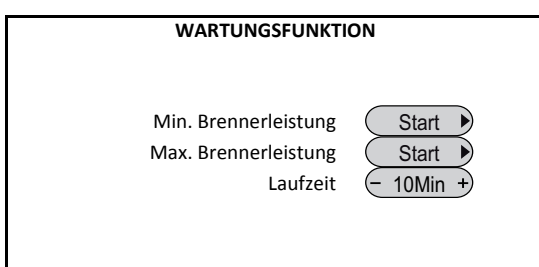 WARTUNGSFUNKTION
Min. Brennerleistung Start
Max. Brennerleistung Start
Laufzeit − 10Min +